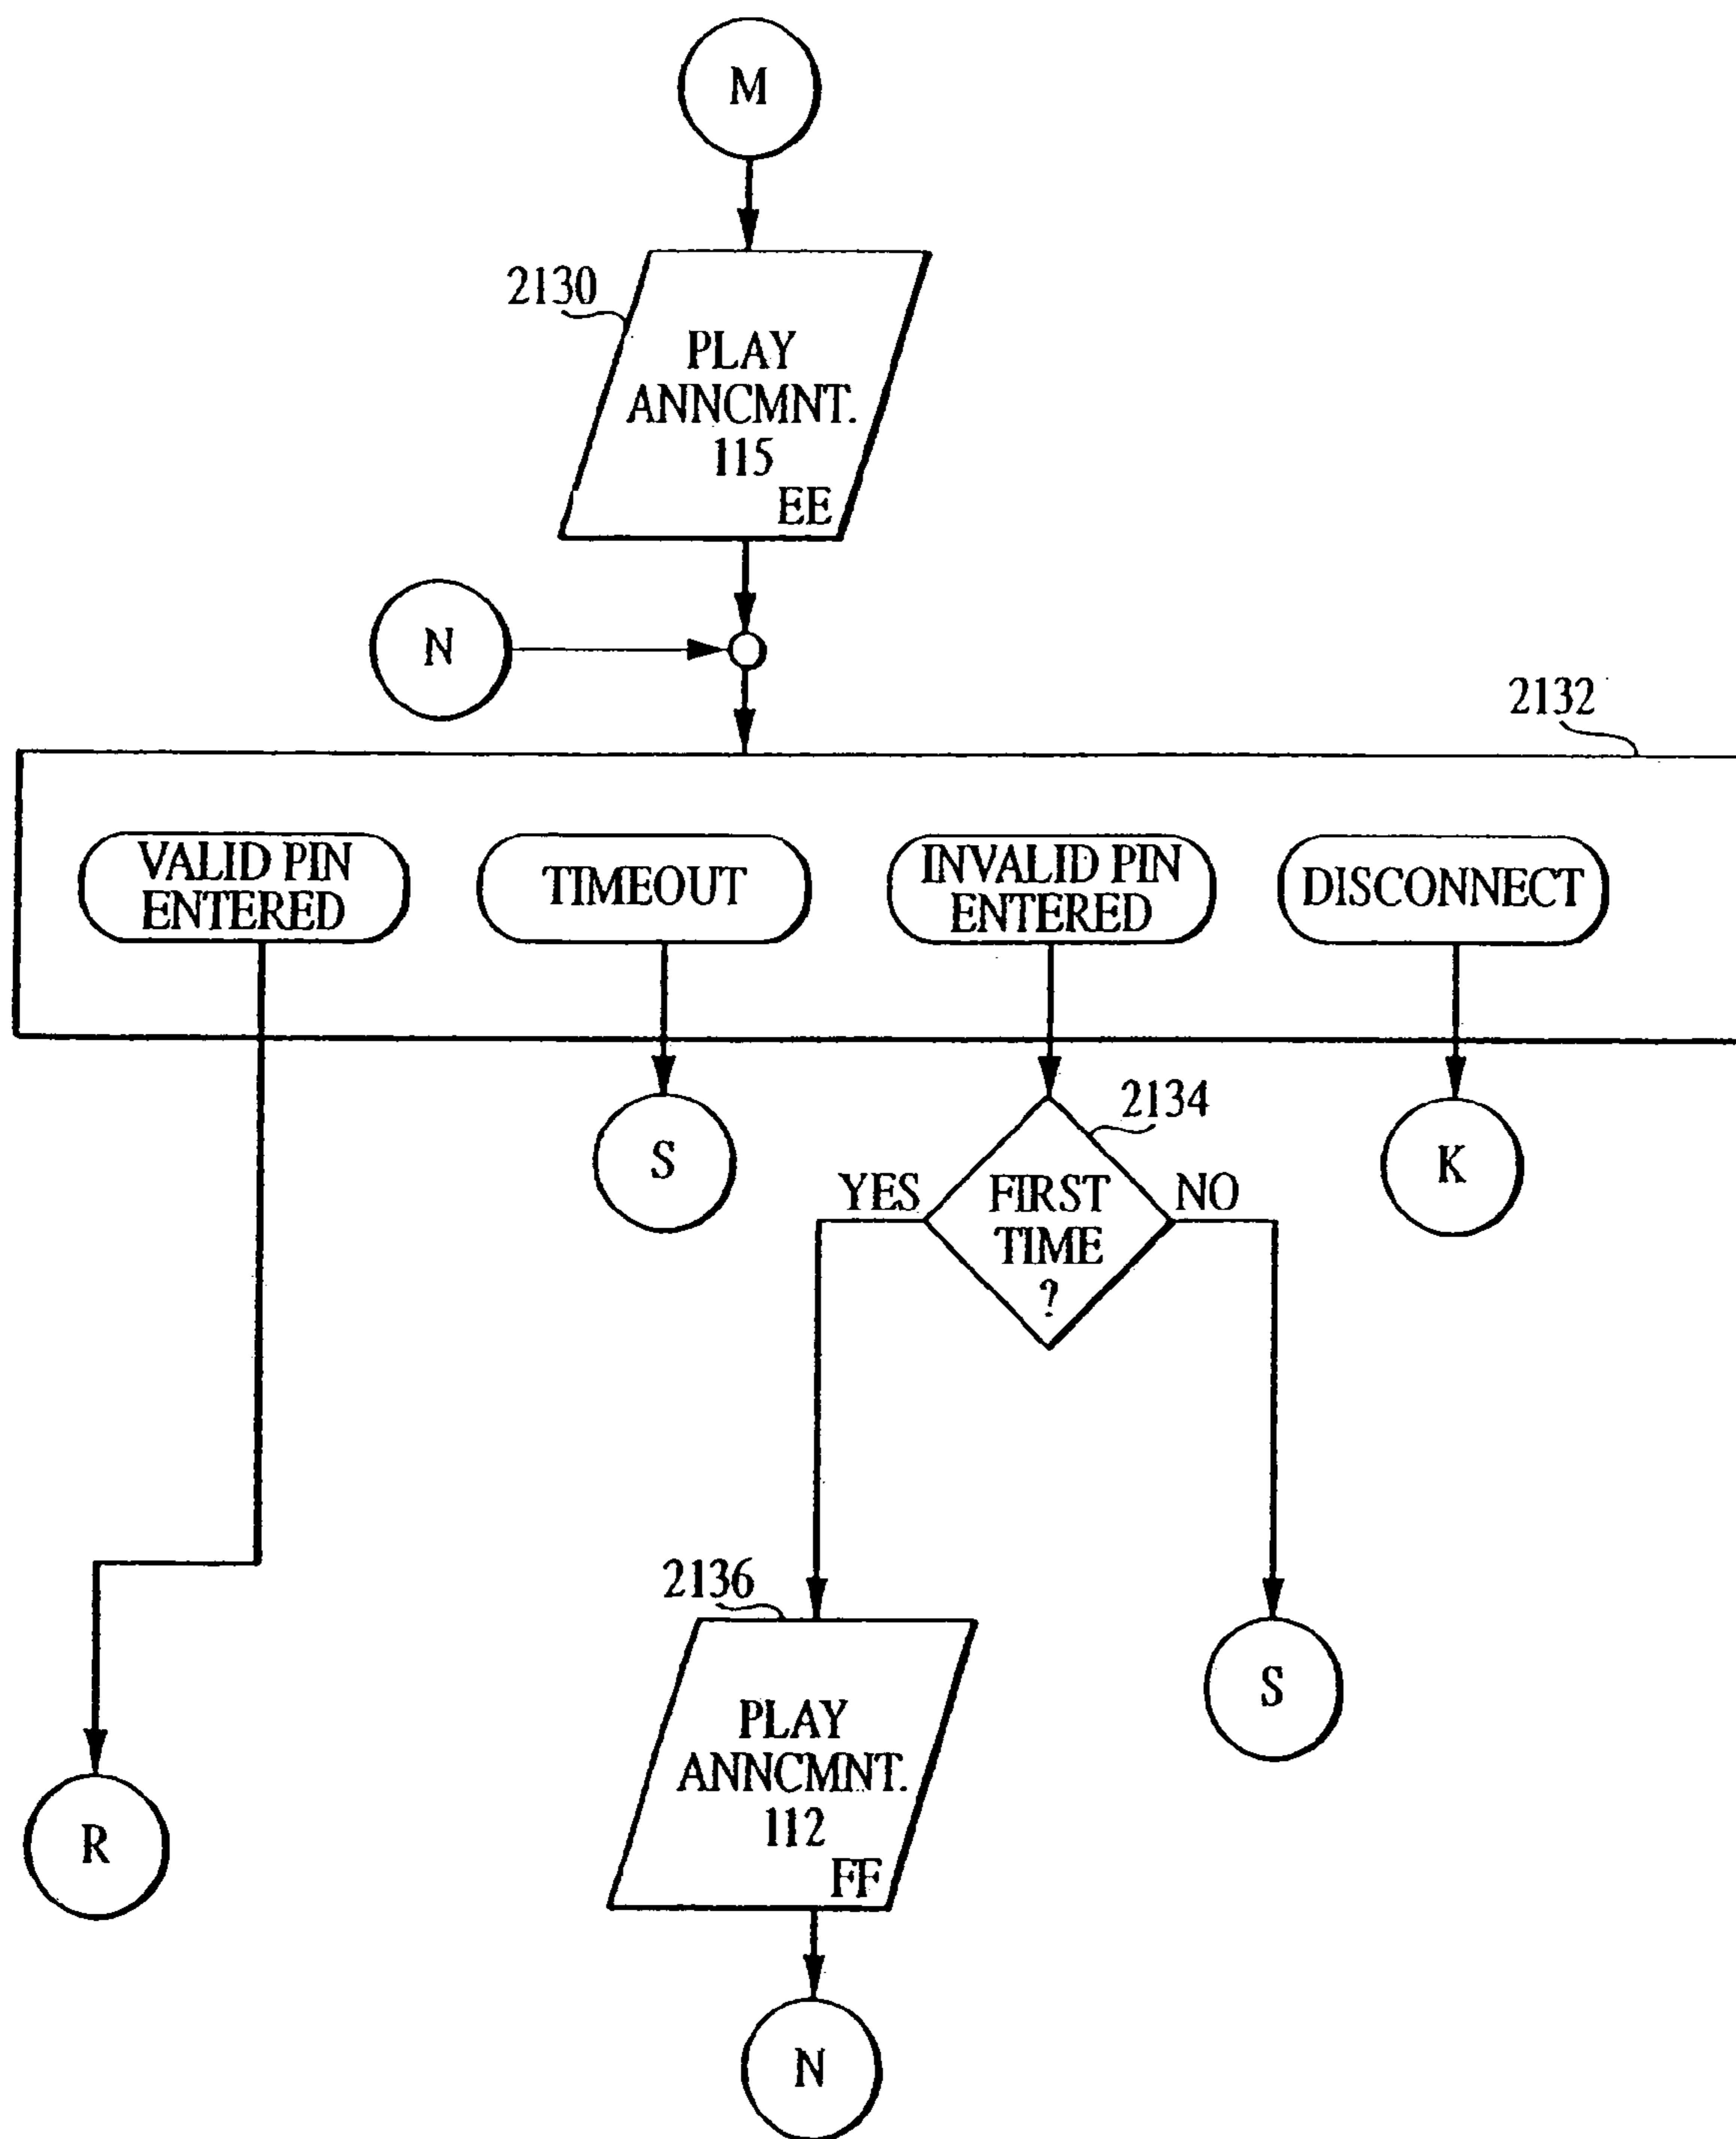 M
2130
PLAY
ANNCMNT.
115
EE
N
2132
VALID PIN
ENTERED
TIMEOUT
INVALID PIN
ENTERED
DISCONNECT
2134
S
YES
FIRST
TIME
?
NO
K
2136
PLAY
ANNCMNT.
112
FF
S
R
N